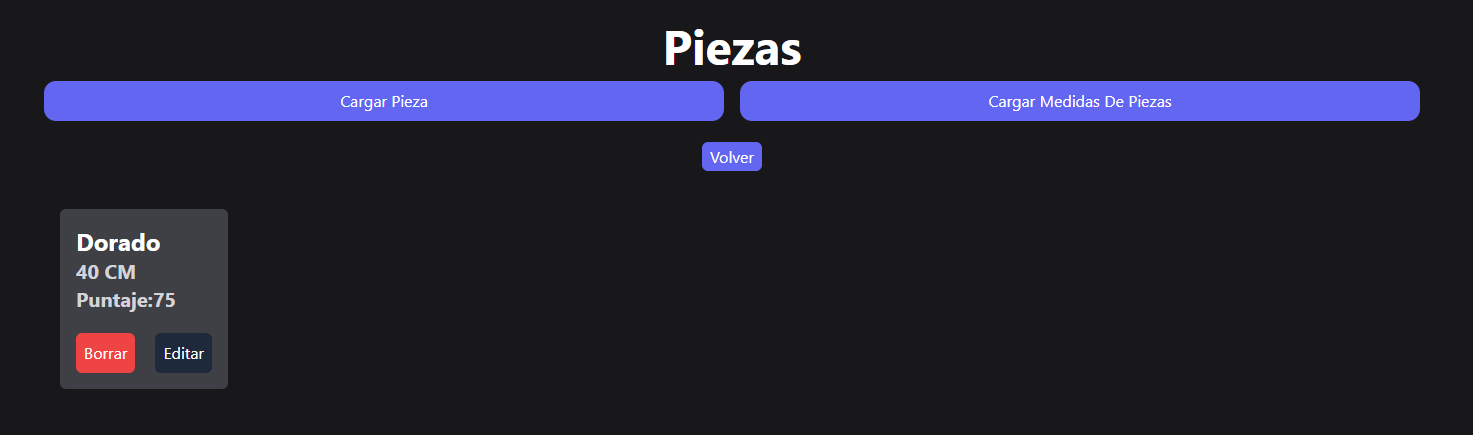 Piezas
Cargar Pieza
Cargar Medidas De Piezas
Volver
Dorado
40 CM
Puntaje:75
Borrar
Editar